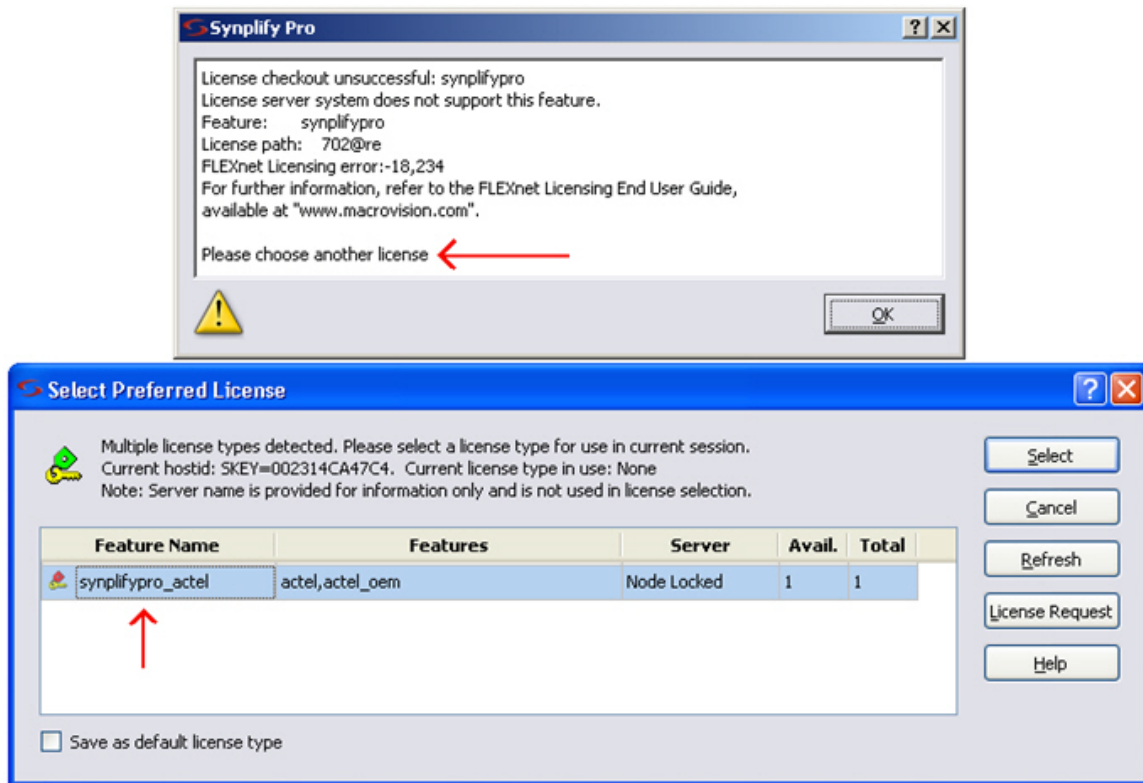 Synplify Pro
License checkout unsuccessful: synplifypro
License server system does not support this feature.
Feature: synplifypro
License path: 702@re
FLEXnet Licensing error:-18,234
For further information, refer to the FLEXnet Licensing End User Guide,
available at "www.macrovision.com".
Please choose another license
OK
Select Preferred License
Multiple license types detected. Please select a license type for use in current session.
Current hostid: SKEY=002314CA47C4. Current license type in use: None
Note: Server name is provided for information only and is not used in license selection.
Select
Cancel
Refresh
License Request
Help
Feature Name Features Server Avail. Total
synplifypro_actel actel,actel_oem Node Locked 1 1
Save as default license type